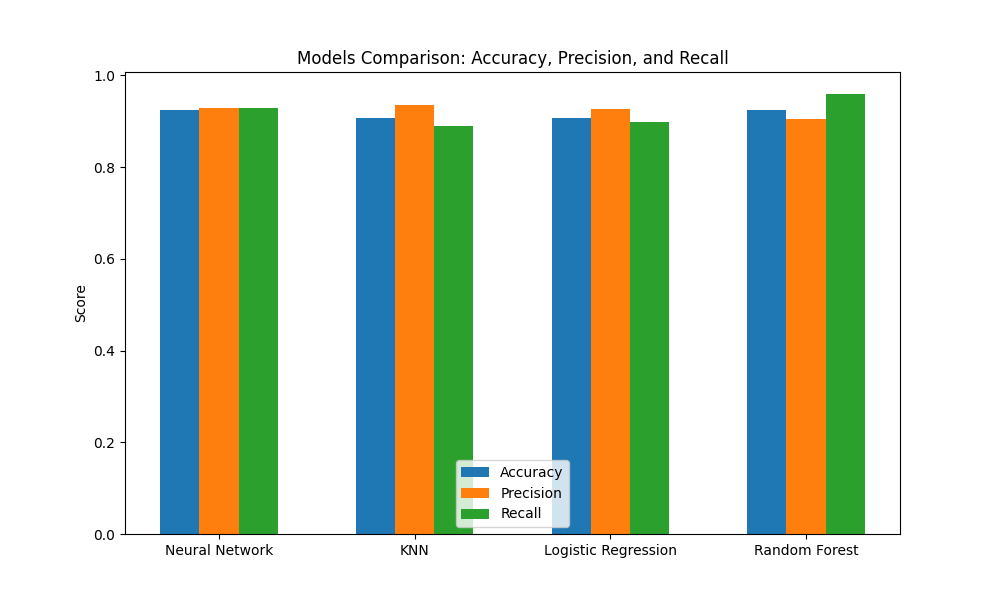 Models Comparison: Accuracy, Precision, and Recall
1.0
0.8
0.6
0.4
0.2
0.0
Score
Accuracy
Precision
Recall
Neural Network
KNN
Logistic Regression
Random Forest